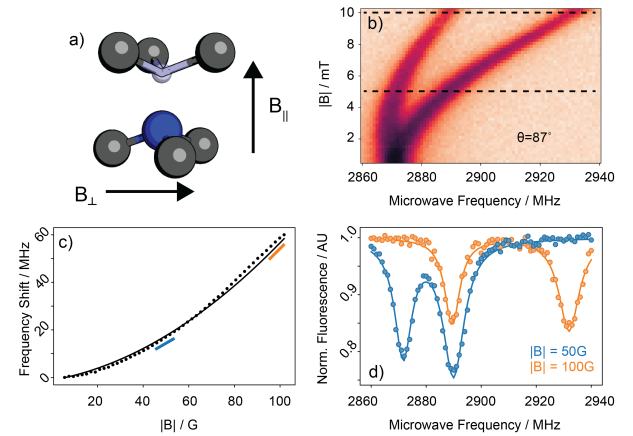 a)
B||
B⊥
b)
|B| / mT
10
8
6
4
2
θ=87°
2860 2880 2900 2920 2940
Microwave Frequency / MHz
c)
Frequency Shift / MHz
60
40
20
0
20 40 60 80 100
|B| / G
Norm. Fluorescence / AU
1.0
0.9
0.8
d)
|B| = 50G
|B| = 100G
2860 2880 2900 2920 2940
Microwave Frequency / MHz